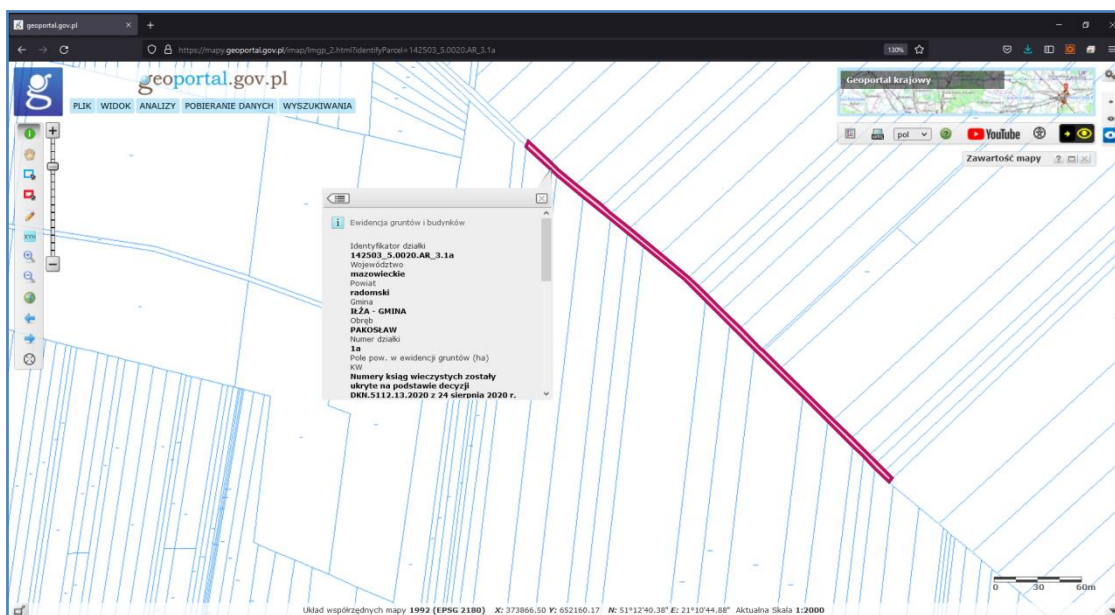 geoportal.gov.pl
https://mapy.geoportal.gov.pl/imap/Imgp_2.html?identifyParcel=142503_5.0020.AR_3.1a
130%
geoportal.gov.pl
PLIK WIDOK ANALIZY POBIERANIE DANYCH WYSZUKIWANIA
Geoportal krajowy
pol
YouTube
Zawartość mapy
Ewidencja gruntów i budynków
Identyfikator działki
142503_5.0020.AR_3.1a
Województwo
mazowieckie
Powiat
radomski
Gmina
IŁŻA - GMINA
Obręb
PAKOSŁAW
Numer działki
1a
Pole pow. w ewidencji gruntów (ha)
KW
Numery ksiąg wieczystych zostały
ukryte na podstawie decyzji
DKN.5112.13.2020 z 24 sierpnia 2020 r.
0 30 60m
Układ współrzędnych mapy 1992 (EPSG 2180) X: 373866.50 Y: 652160.17 N: 51°12'40.38" E: 21°10'44.88" Aktualna Skala 1:2000